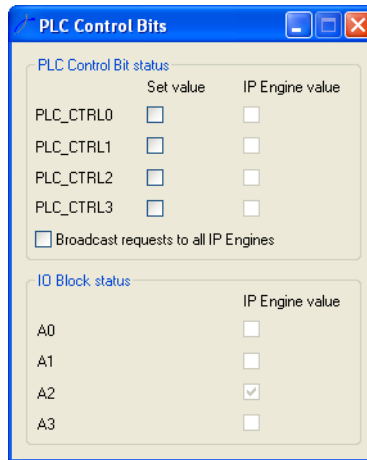 PLC Control Bits
PLC Control Bit status
Set value IP Engine value
PLC_CTRL0
PLC_CTRL1
PLC_CTRL2
PLC_CTRL3
Broadcast requests to all IP Engines
IO Block status
IP Engine value
A0
A1
A2
A3